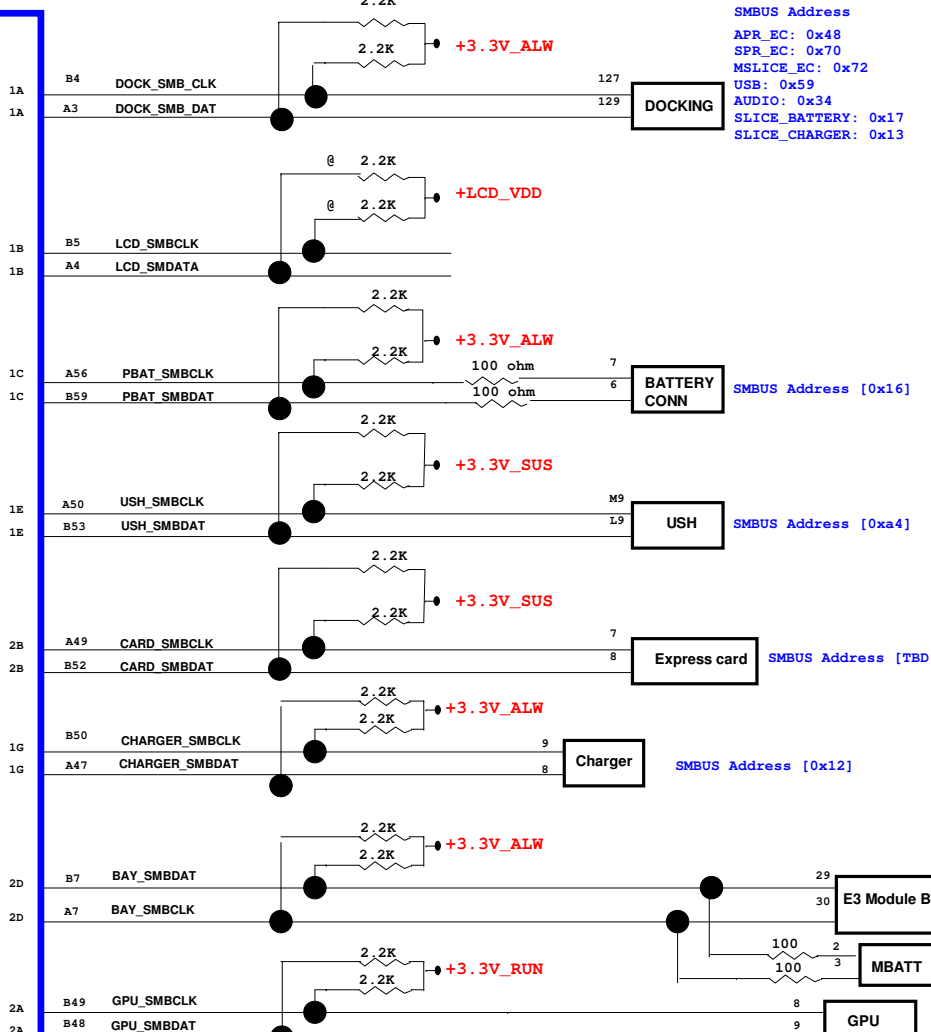 2.2K
SMBUS Address
APR_EC: 0x48
SPR_EC: 0x70
MSLICE_EC: 0x72
USB: 0x59
AUDIO: 0x34
SLICE_BATTERY: 0x17
SLICE_CHARGER: 0x13
2.2K
+3.3V_ALW
1A B4 DOCK_SMB_CLK 127
1A A3 DOCK_SMB_DAT 129
DOCKING
@ 2.2K
+LCD_VDD
@ 2.2K
1B B5 LCD_SMBCLK
1B A4 LCD_SMDATA
2.2K
+3.3V_ALW
2.2K
1C A56 PBAT_SMBCLK 100 ohm 7
1C B59 PBAT_SMBDAT 100 ohm 6
BATTERY
CONN
SMBUS Address [0x16]
2.2K
+3.3V_SUS
2.2K
1E A50 USH_SMBCLK M9
1E B53 USH_SMBDAT L9
USH
SMBUS Address [0xa4]
2.2K
+3.3V_SUS
2.2K
2B A49 CARD_SMBCLK 7
2B B52 CARD_SMBDAT 8
Express card
SMBUS Address [TBD
2.2K
+3.3V_ALW
2.2K
1G B50 CHARGER_SMBCLK 9
1G A47 CHARGER_SMBDAT 8
Charger
SMBUS Address [0x12]
2.2K
+3.3V_ALW
2.2K
2D B7 BAY_SMBDAT 29
2D A7 BAY_SMBCLK 30
E3 Module B
100 2
100 3
MBATT
2.2K
+3.3V_RUN
2.2K
2A B49 GPU_SMBCLK 8
2A B48 GPU_SMBDAT 9
GPU